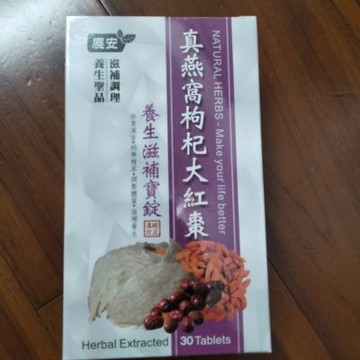 展安
滋補調理
養生聖品
真燕窩枸杞大紅棗
NATURAL HERBS - Make your life better
養生滋補寶錠
Herbal Extracted
30 Tablets